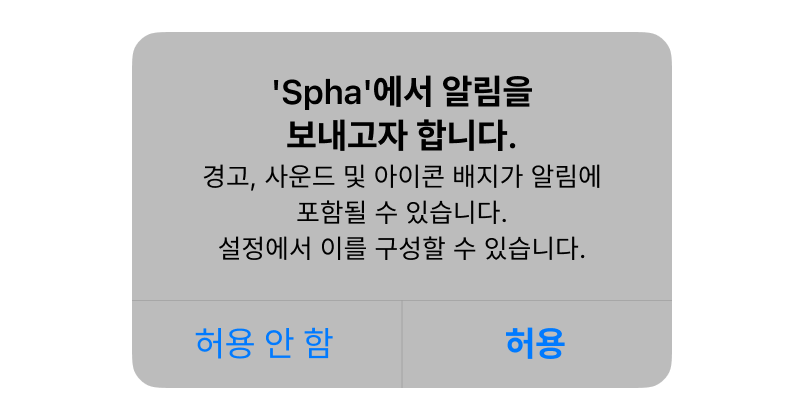 'Spha'에서 알림을
보내고자 합니다.
경고, 사운드 및 아이콘 배지가 알림에
포함될 수 있습니다.
설정에서 이를 구성할 수 있습니다.
허용 안 함
허용